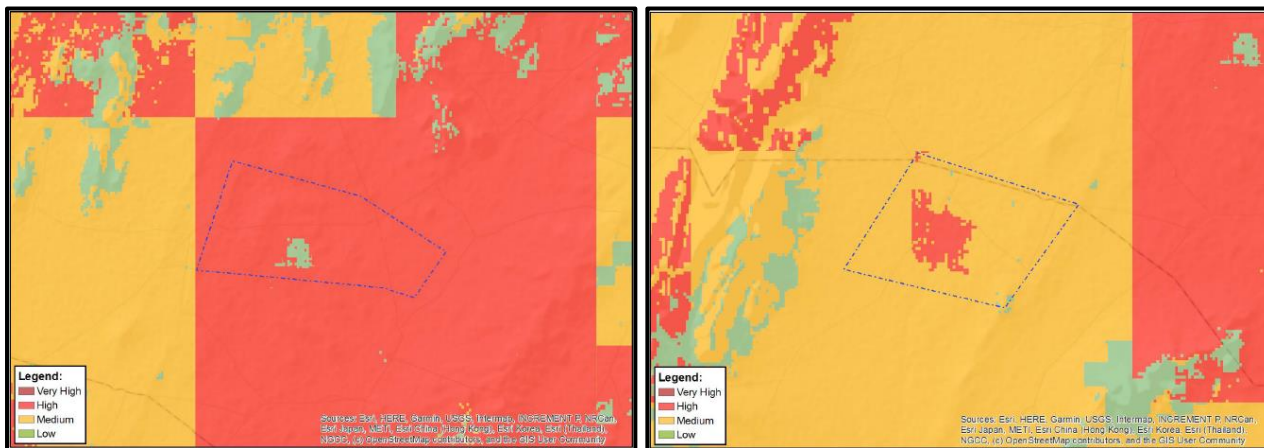 Legend:
Very High
High
Medium
Low
Sources: Esri, HERE, Garmin, USGS, Intermap, INCREMENT P, NRCan,
Esri Japan, METI, Esri China (Hong Kong), Esri Korea, Esri (Thailand),
NGCC, (c) OpenStreetMap contributors, and the GIS User Community
Legend:
Very High
High
Medium
Low
Sources: Esri, HERE, Garmin, USGS, Intermap, INCREMENT P, NRCan,
Esri Japan, METI, Esri China (Hong Kong), Esri Korea, Esri (Thailand),
NGCC, (c) OpenStreetMap contributors, and the GIS User Community